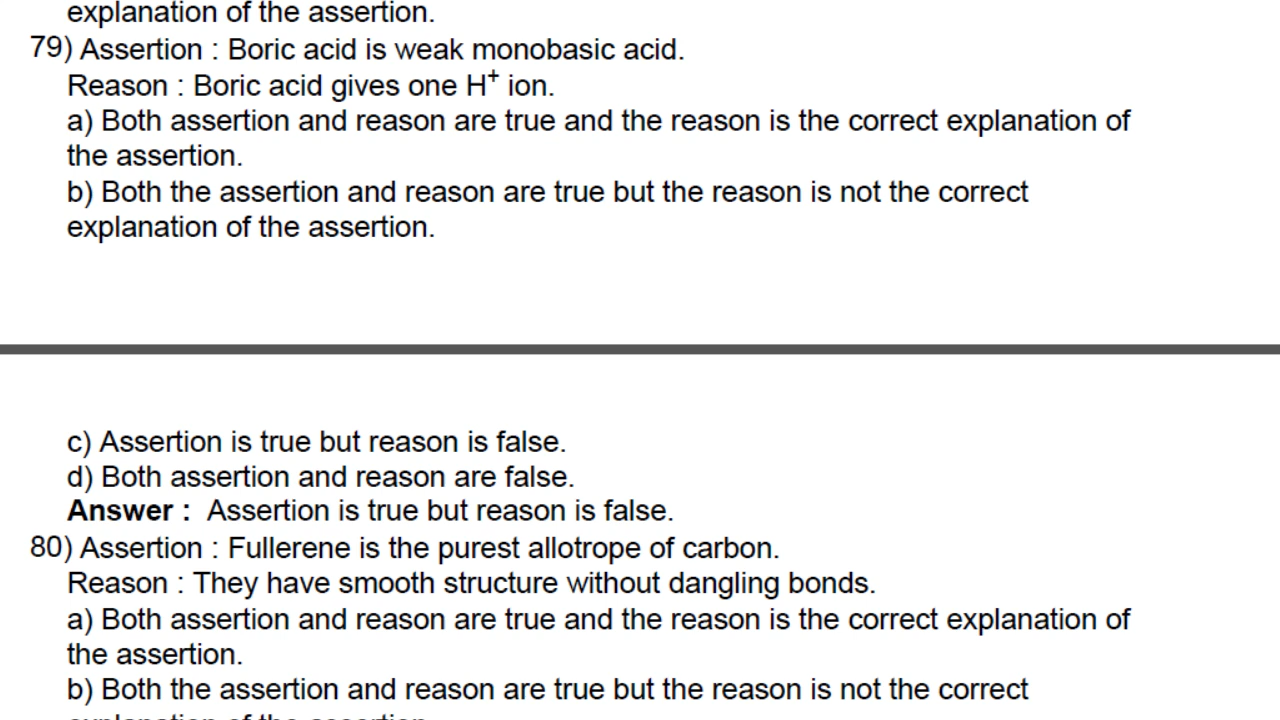 explanation of the assertion.
79) Assertion : Boric acid is weak monobasic acid.
Reason : Boric acid gives one H⁺ ion.
a) Both assertion and reason are true and the reason is the correct explanation of
the assertion.
b) Both the assertion and reason are true but the reason is not the correct
explanation of the assertion.
c) Assertion is true but reason is false.
d) Both assertion and reason are false.
Answer : Assertion is true but reason is false.
80) Assertion : Fullerene is the purest allotrope of carbon.
Reason : They have smooth structure without dangling bonds.
a) Both assertion and reason are true and the reason is the correct explanation of
the assertion.
b) Both the assertion and reason are true but the reason is not the correct
explanation of the assertion.